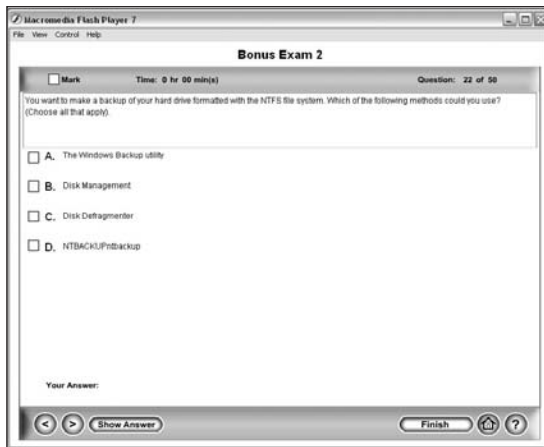 Macromedia Flash Player 7
File View Control Help
Bonus Exam 2
Mark Time: 0 hr 00 min(s) Question: 22 of 50
You want to make a backup of your hard drive formatted with the NTFS file system. Which of the following methods could you use?
(Choose all that apply).
A. The Windows Backup utility
B. Disk Management
C. Disk Defragmenter
D. NTBACKUPntbackup
Your Answer:
< > Show Answer Finish ?